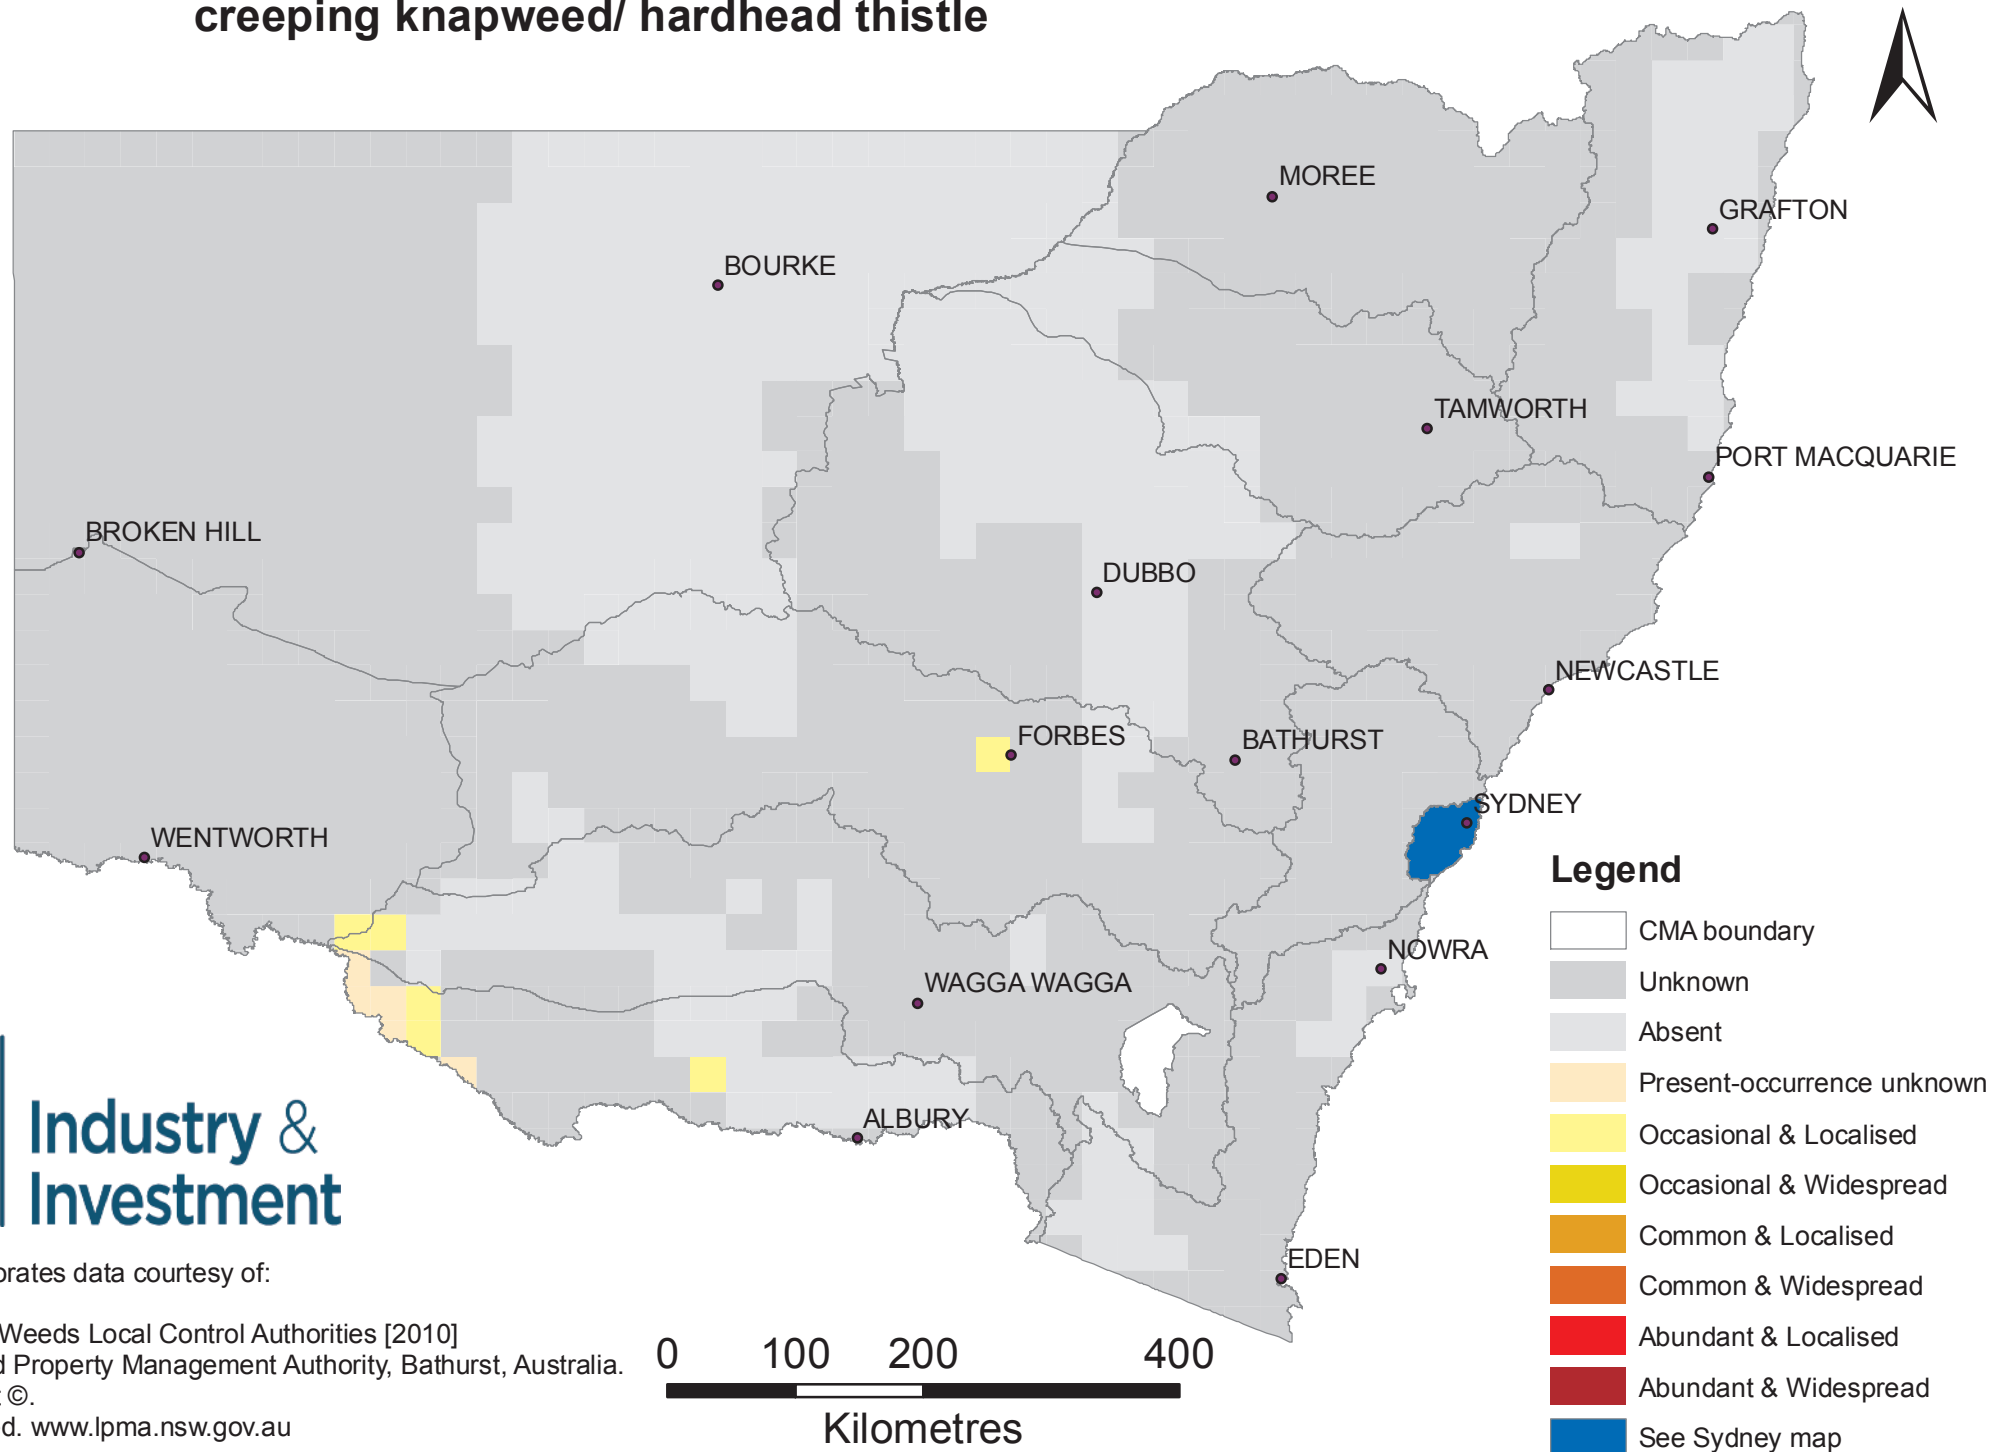 creeping knapweed/ hardhead thistle
MOREE
GRAFTON
BOURKE
TAMWORTH
PORT MACQUARIE
BROKEN HILL
DUBBO
NEWCASTLE
FORBES
BATHURST
SYDNEY
WENTWORTH
NOWRA
WAGGA WAGGA
ALBURY
EDEN
Legend
CMA boundary
Unknown
Absent
Present-occurrence unknown
Occasional & Localised
Occasional & Widespread
Common & Localised
Common & Widespread
Abundant & Localised
Abundant & Widespread
See Sydney map
Industry &
Investment
orates data courtesy of:
Weeds Local Control Authorities [2010]
d Property Management Authority, Bathurst, Australia.
©.
d. www.lpma.nsw.gov.au
0 100 200 400
Kilometres